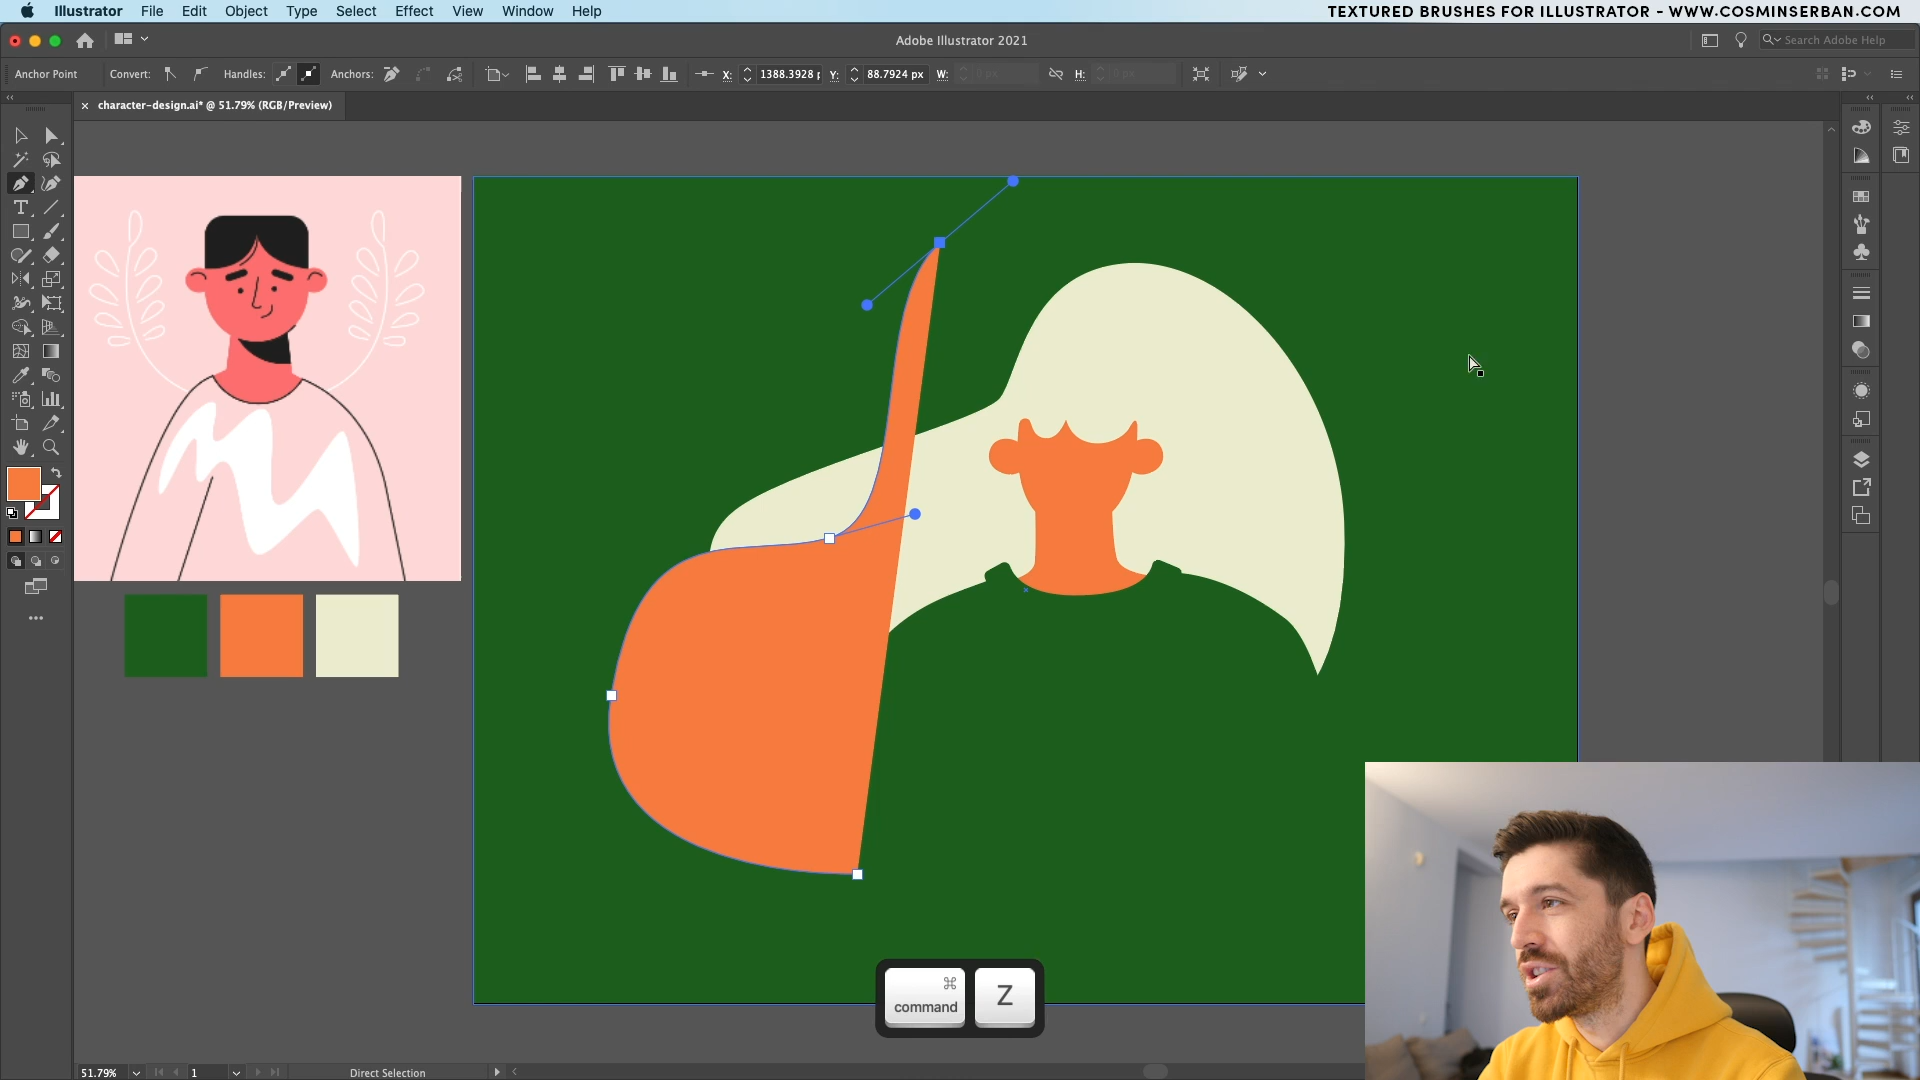 Illustrator File Edit Object Type Select Effect View Window Help
TEXTURED BRUSHES FOR ILLUSTRATOR - WWW.COSMINSERBAN.COM
Adobe Illustrator 2021
Search Adobe Help
Anchor Point Convert: Handles: Anchors: X: 1388.3928 p Y: 88.7924 px W: H:
× character-design.ai* @ 51.79% (RGB/Preview)
⌘
command
Z
51.79% 1 Direct Selection